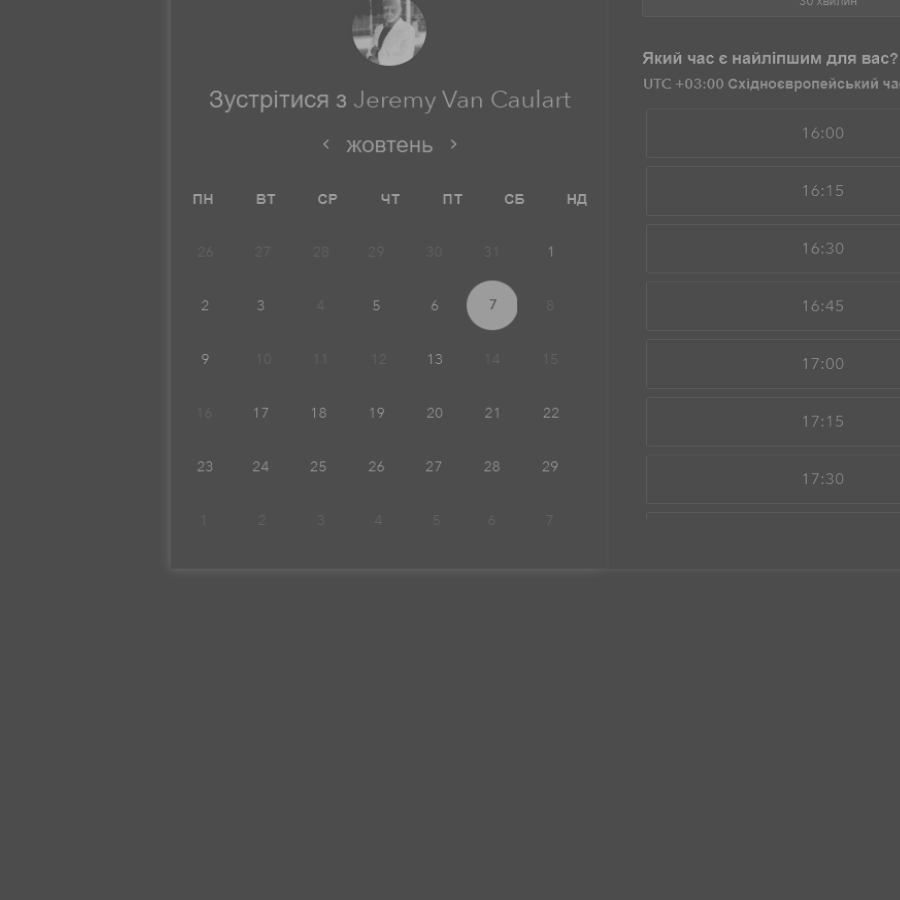 30 хвилин
Який час є найліпшим для вас?
UTC +03:00 Східноєвропейський
Зустрітися з Jeremy Van Caulart
жовтень
ПН ВТ СР ЧТ ПТ СБ НД
26 27 28 29 30 31 1
2 3 4 5 6 7 8
9 10 11 12 13 14 15
16 17 18 19 20 21 22
23 24 25 26 27 28 29
1 2 3 4 5 6 7
16:00
16:15
16:30
16:45
17:00
17:15
17:30